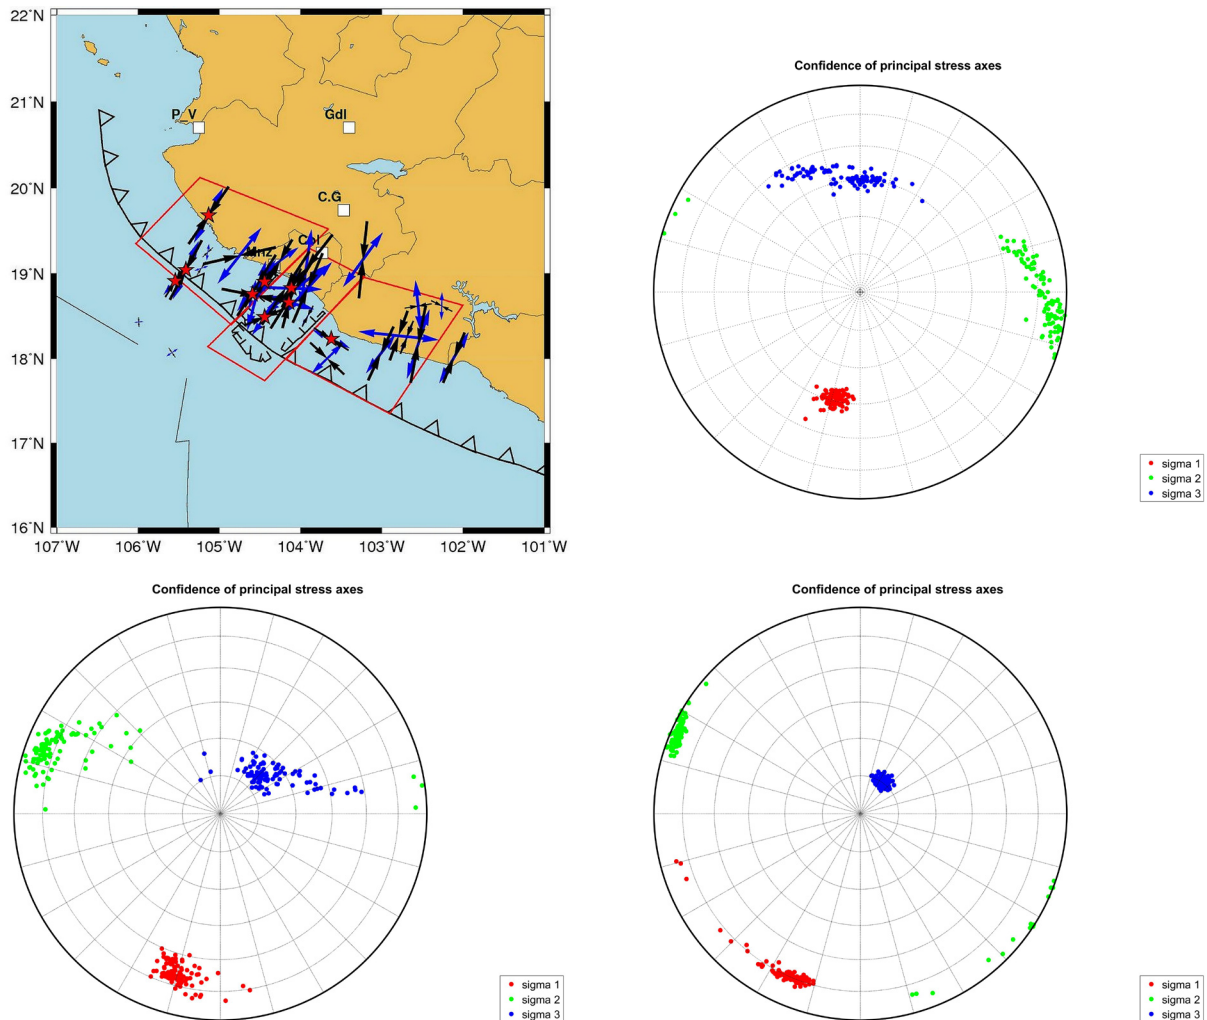 22˚N
21˚N
20˚N
19˚N
18˚N
17˚N
16˚N
107˚W
106˚W
105˚W
104˚W
103˚W
102˚W
101˚W
P_V
Gdl
C.G
Confidence of principal stress axes
sigma 1
sigma 2
sigma 3
Confidence of principal stress axes
sigma 1
sigma 2
sigma 3
Confidence of principal stress axes
sigma 1
sigma 2
sigma 3